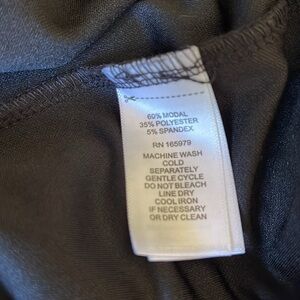 60% MODAL
35% POLYESTER
5% SPANDEX
RN 165979
MACHINE WASH
COLD
SEPARATELY
GENTLE CYCLE
DO NOT BLEACH
LINE DRY
COOL IRON
IF NECESSARY
OR DRY CLEAN